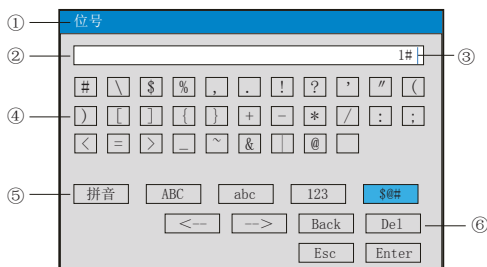 ① 位号
② 1# ③
# \ $ % , . ! ? ' " (
④ ) [ ] { } + - * / : ;
< = > _ ~ & | @
⑤ 拼音 ABC abc 123 $@#
<-- --> Back Del ⑥
Esc Enter